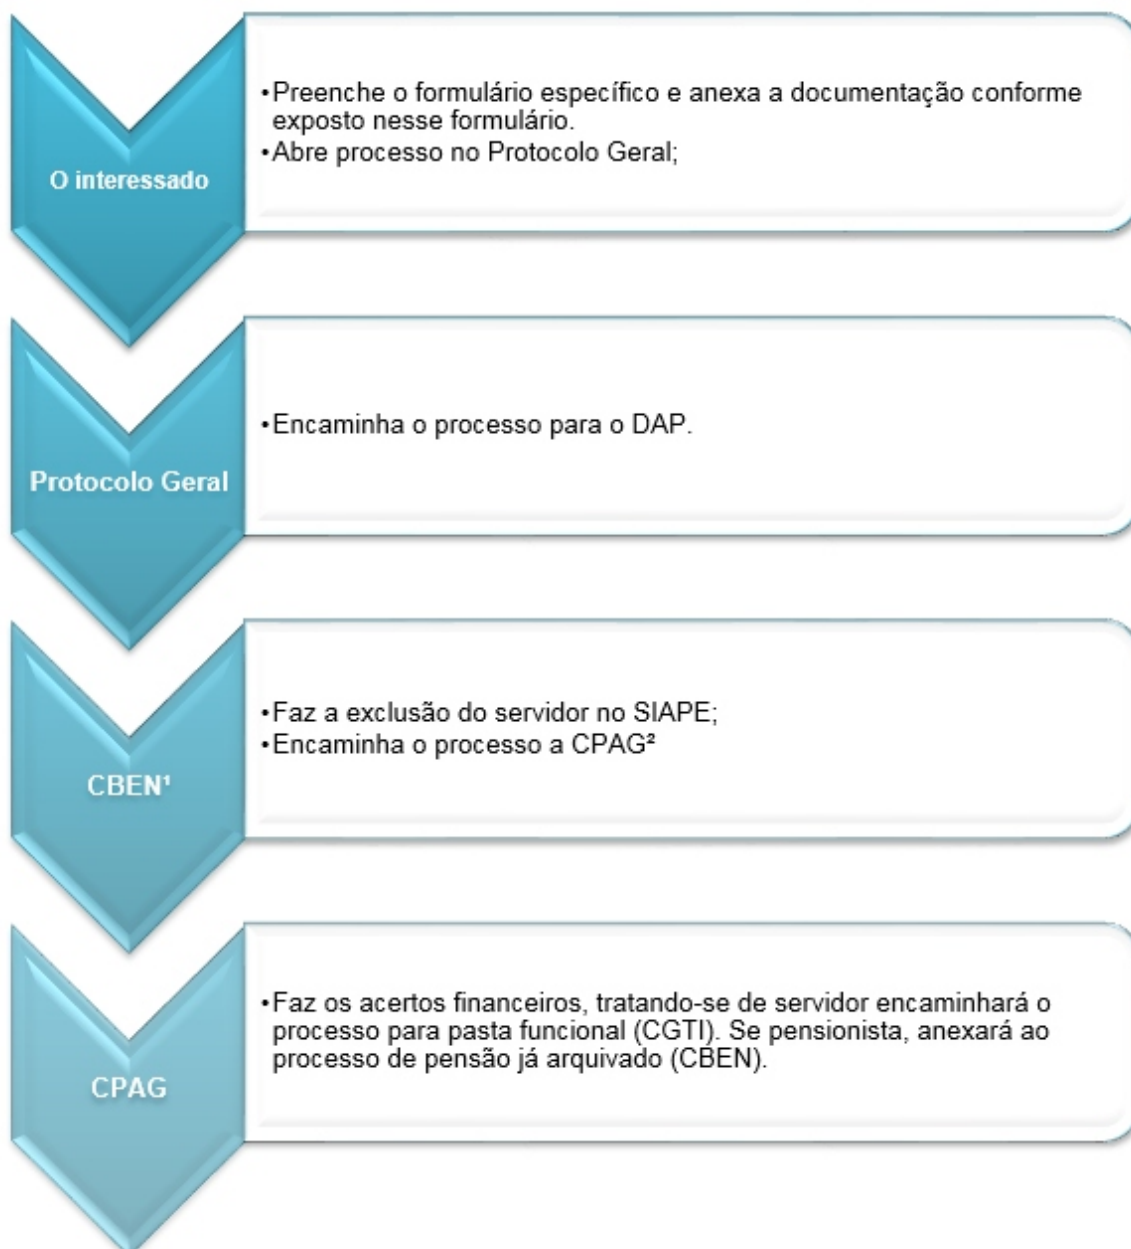 O interessado
•Preenche o formulário específico e anexa a documentação conforme
exposto nesse formulário.
•Abre processo no Protocolo Geral;
Protocolo Geral
•Encaminha o processo para o DAP.
CBEN¹
•Faz a exclusão do servidor no SIAPE;
•Encaminha o processo a CPAG²
CPAG
•Faz os acertos financeiros, tratando-se de servidor encaminhará o
processo para pasta funcional (CGTI). Se pensionista, anexará ao
processo de pensão já arquivado (CBEN).